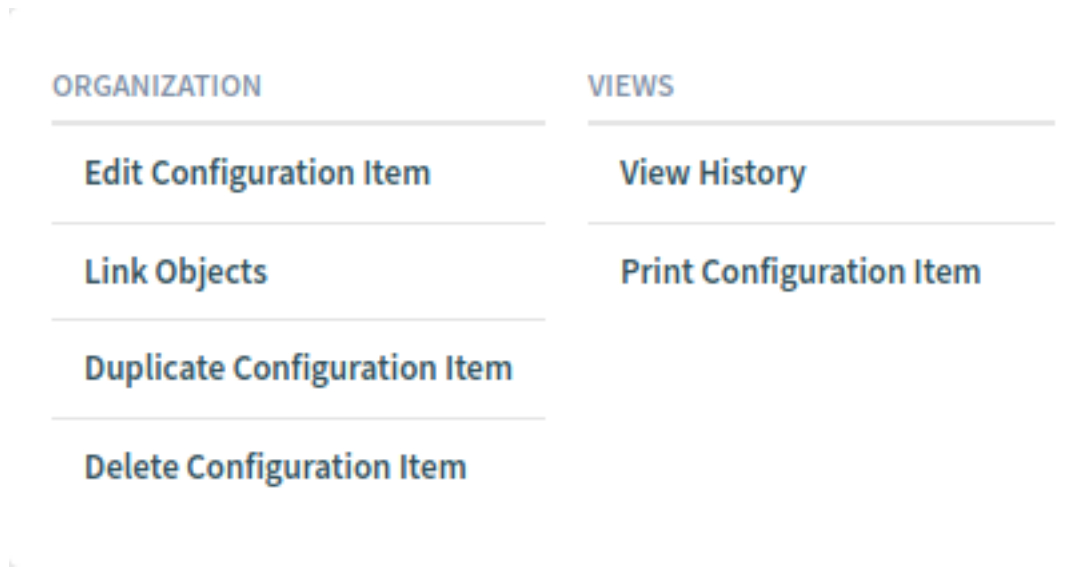 ORGANIZATION
Edit Configuration Item
Link Objects
Duplicate Configuration Item
Delete Configuration Item
VIEWS
View History
Print Configuration Item